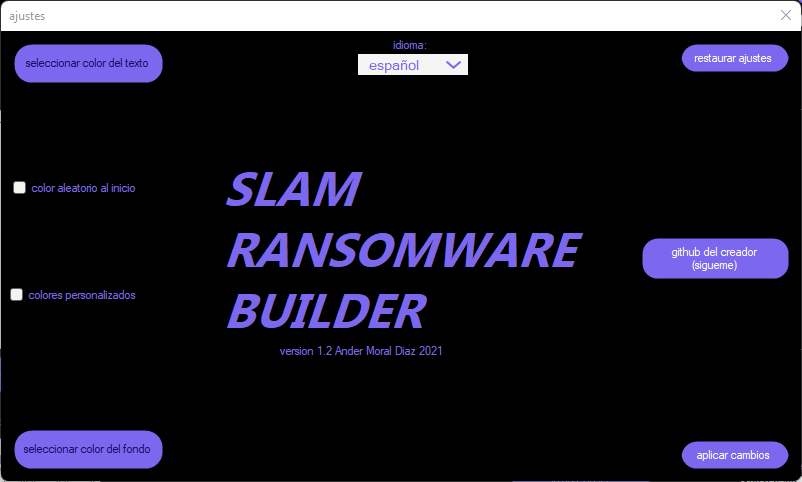 ajustes
seleccionar color del texto
idioma:
español
restaurar ajustes
color aleatorio al inicio
SLAM
RANSOMWARE
BUILDER
github del creador
(sigueme)
colores personalizados
version 1.2 Ander Moral Diaz 2021
seleccionar color del fondo
aplicar cambios